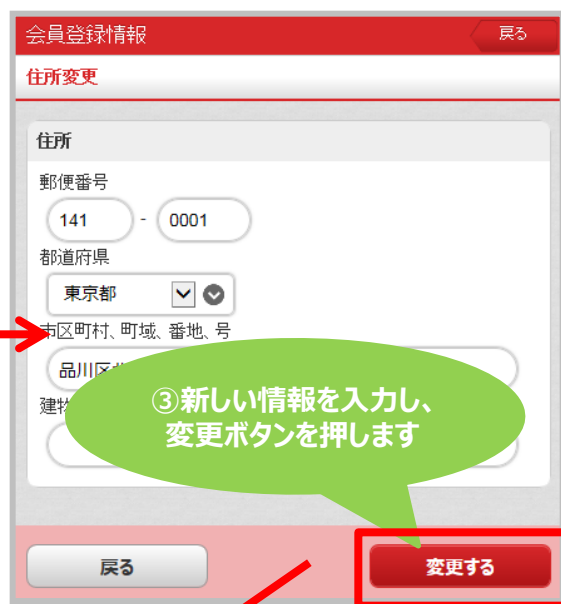 会員登録情報
戻る
住所変更
住所
郵便番号
141 - 0001
都道府県
東京都
市区町村、町域、番地、号
品川区
③新しい情報を入力し、
変更ボタンを押します
戻る
変更する